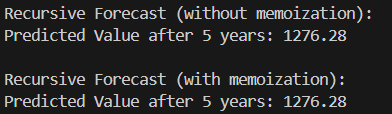 Recursive Forecast (without memoization):
Predicted Value after 5 years: 1276.28
Recursive Forecast (with memoization):
Predicted Value after 5 years: 1276.28